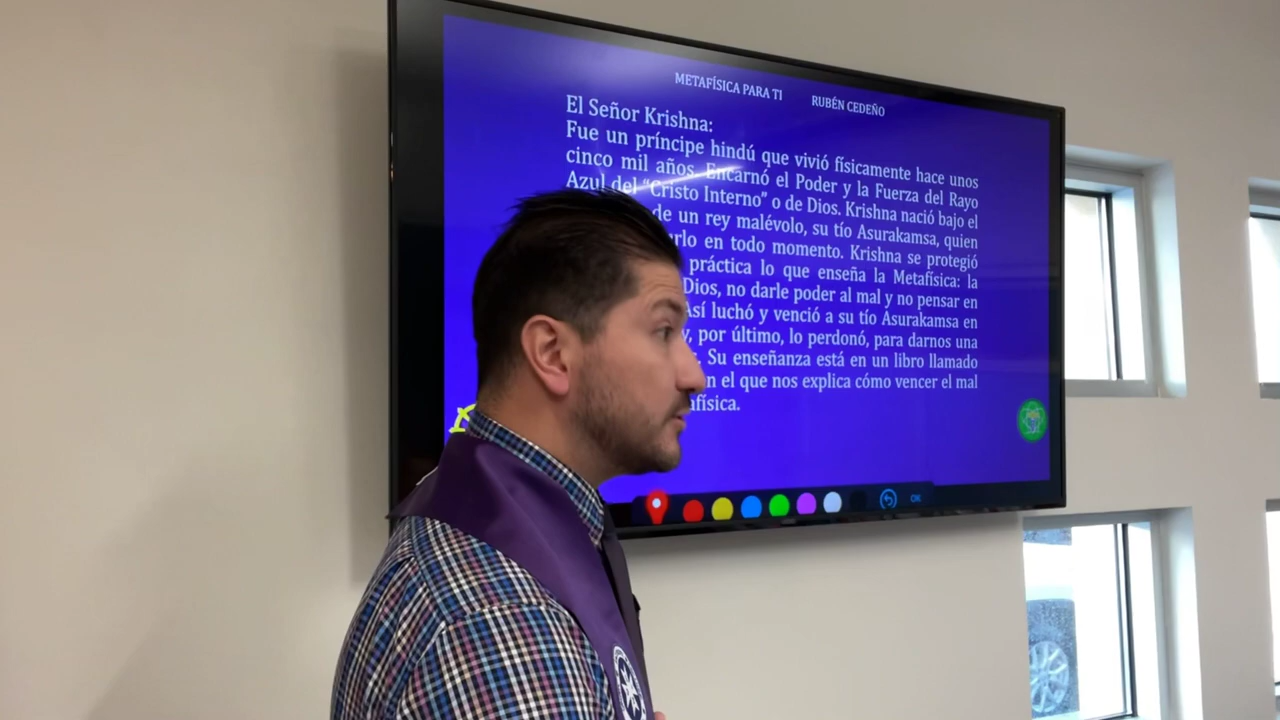 METAFÍSICA PARA TI RUBÉN CEDEÑO
El Señor Krishna:
Fue un príncipe hindú que vivió físicamente hace unos
cinco mil años. Encarnó el Poder y la Fuerza del Rayo
Azul del “Cristo Interno” o de Dios. Krishna nació bajo el
de un rey malévolo, su tío Asurakamsa, quien
en todo momento. Krishna se protegió
práctica lo que enseña la Metafísica: la
Dios, no darle poder al mal y no pensar en
Así luchó y venció a su tío Asurakamsa en
y, por último, lo perdonó, para darnos una
Su enseñanza está en un libro llamado
en el que nos explica cómo vencer el mal
OK